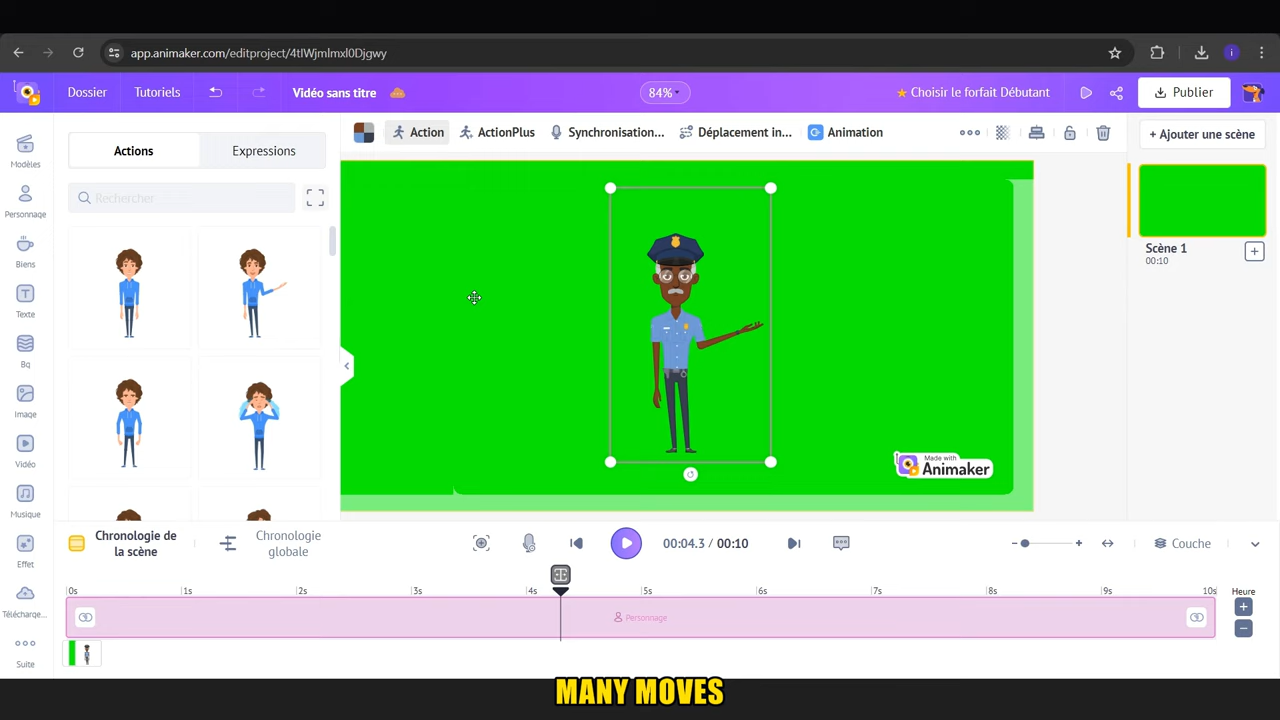 app.animaker.com/editproject/4tIWjmImxI0Djgwy
Dossier
Tutoriels
Vidéo sans titre
84%
Choisir le forfait Débutant
Publier
Modèles
Personnage
Biens
Texte
Bq
Image
Vidéo
Musique
Effet
Télécharge...
Suite
Actions
Expressions
Rechercher
Action
ActionPlus
Synchronisation...
Déplacement in...
Animation
+ Ajouter une scène
Scène 1
00:10
Made with
Animaker
Chronologie de
la scène
Chronologie
globale
00:04.3 / 00:10
Couche
0s 1s 2s 3s 4s 5s 6s 7s 8s 9s 10s
Heure
Personnage
MANY MOVES